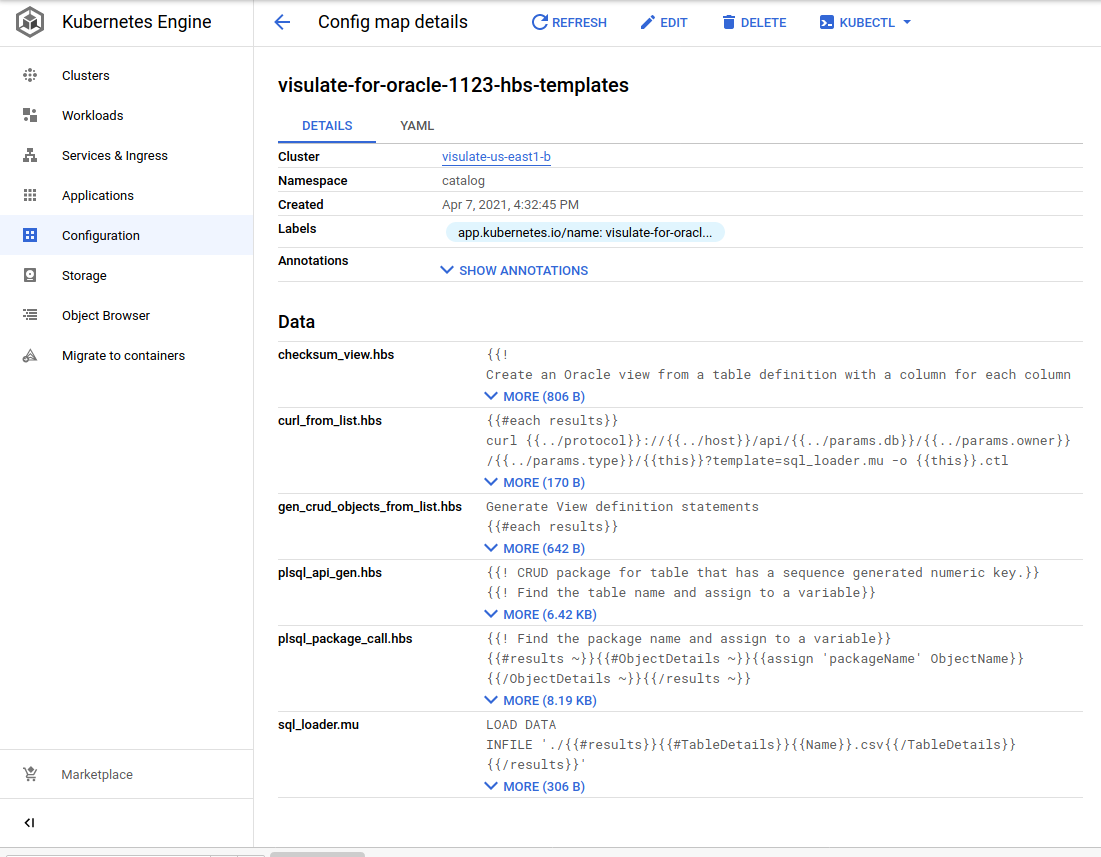 Kubernetes Engine
Config map details
REFRESH
EDIT
DELETE
KUBECTL
Clusters
Workloads
Services & Ingress
Applications
Configuration
Storage
Object Browser
Migrate to containers
Marketplace
visulate-for-oracle-1123-hbs-templates
DETAILS
YAML
Cluster visulate-us-east1-b
Namespace catalog
Created Apr 7, 2021, 4:32:45 PM
Labels app.kubernetes.io/name: visulate-for-oracl...
Annotations SHOW ANNOTATIONS
Data
checksum_view.hbs {{!
Create an Oracle view from a table definition with a column for each column
MORE (806 B)
curl_from_list.hbs {{#each results}}
curl {{../protocol}}://{{../host}}/api/{{../params.db}}/{{../params.owner}}
/{{../params.type}}/{{this}}?template=sql_loader.mu -o {{this}}.ctl
MORE (170 B)
gen_crud_objects_from_list.hbs Generate View definition statements
{{#each results}}
MORE (642 B)
plsql_api_gen.hbs {{! CRUD package for table that has a sequence generated numeric key.}}
{{! Find the table name and assign to a variable}}
MORE (6.42 KB)
plsql_package_call.hbs {{! Find the package name and assign to a variable}}
{{#results ~}}{{#ObjectDetails ~}}{{assign 'packageName' ObjectName}}
{{/ObjectDetails ~}}{{/results ~}}
MORE (8.19 KB)
sql_loader.mu LOAD DATA
INFILE './{{#results}}{{#TableDetails}}{{Name}}.csv{{/TableDetails}}
{{/results}}'
MORE (306 B)